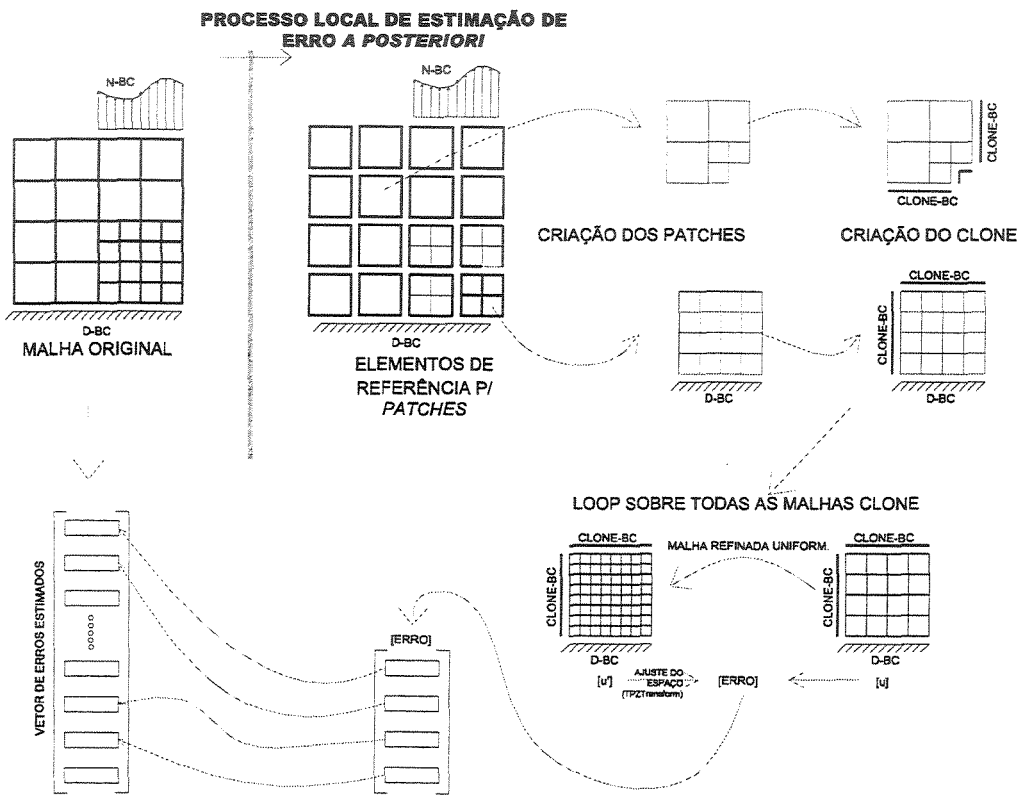 PROCESSO LOCAL DE ESTIMAÇÃO DE
ERRO A POSTERIORI
N-BC
D-BC
MALHA ORIGINAL
N-BC
D-BC
ELEMENTOS DE
REFERÊNCIA P/
PATCHES
CRIAÇÃO DOS PATCHES
CLONE-BC
CLONE-BC
CRIAÇÃO DO CLONE
D-BC
CLONE-BC
CLONE-BC
D-BC
LOOP SOBRE TODAS AS MALHAS CLONE
CLONE-BC
CLONE-BC
D-BC
MALHA REFINADA UNIFORM.
CLONE-BC
CLONE-BC
D-BC
[u']
AJUSTE DO
ESPAÇO
(TPZTransform)
[ERRO]
[u]
[ERRO]
VETOR DE ERROS ESTIMADOS